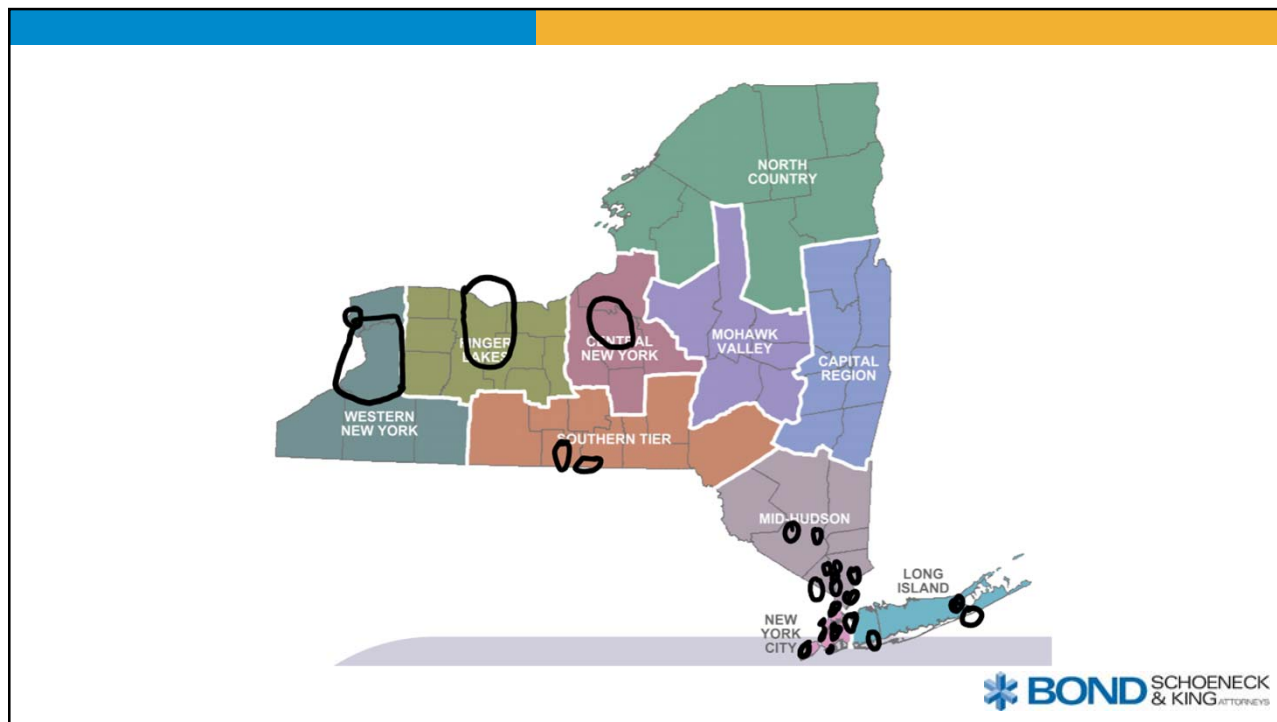 NORTH
COUNTRY
FINGER
LAKES
CENTRAL
NEW YORK
MOHAWK
VALLEY
CAPITAL
REGION
WESTERN
NEW YORK
SOUTHERN TIER
MID-HUDSON
LONG
ISLAND
NEW
YORK
CITY
BOND SCHOENECK
& KING ATTORNEYS